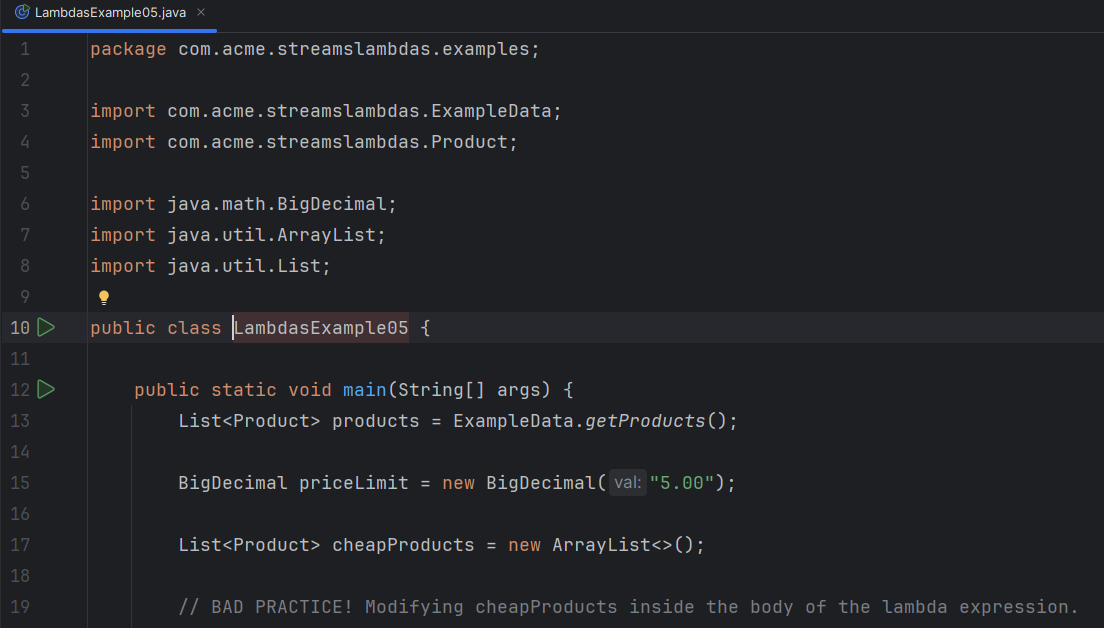 LambdasExample05.java ×
1 package com.acme.streamslambdas.examples;
2
3 import com.acme.streamslambdas.ExampleData;
4 import com.acme.streamslambdas.Product;
5
6 import java.math.BigDecimal;
7 import java.util.ArrayList;
8 import java.util.List;
9
10 public class LambdasExample05 {
11
12     public static void main(String[] args) {
13         List<Product> products = ExampleData.getProducts();
14
15         BigDecimal priceLimit = new BigDecimal( val: "5.00");
16
17         List<Product> cheapProducts = new ArrayList<>();
18
19         // BAD PRACTICE! Modifying cheapProducts inside the body of the lambda expression.